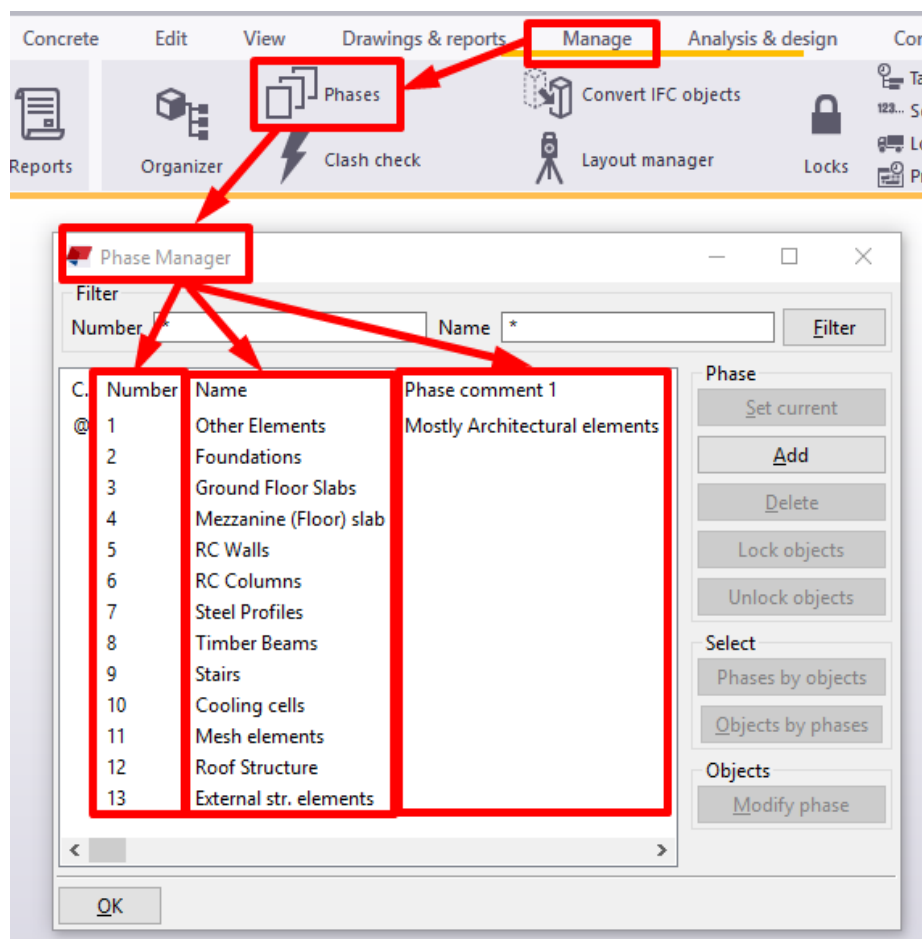 Concrete Edit View Drawings & reports Manage Analysis & design
Phases Convert IFC objects
123...
Reports Organizer Clash check Layout manager Locks
Phase Manager
Filter
Number * Name * Filter
C. Number Name Phase comment 1
@ 1 Other Elements Mostly Architectural elements
2 Foundations
3 Ground Floor Slabs
4 Mezzanine (Floor) slab
5 RC Walls
6 RC Columns
7 Steel Profiles
8 Timber Beams
9 Stairs
10 Cooling cells
11 Mesh elements
12 Roof Structure
13 External str. elements
Phase
Set current
Add
Delete
Lock objects
Unlock objects
Select
Phases by objects
Objects by phases
Objects
Modify phase
OK